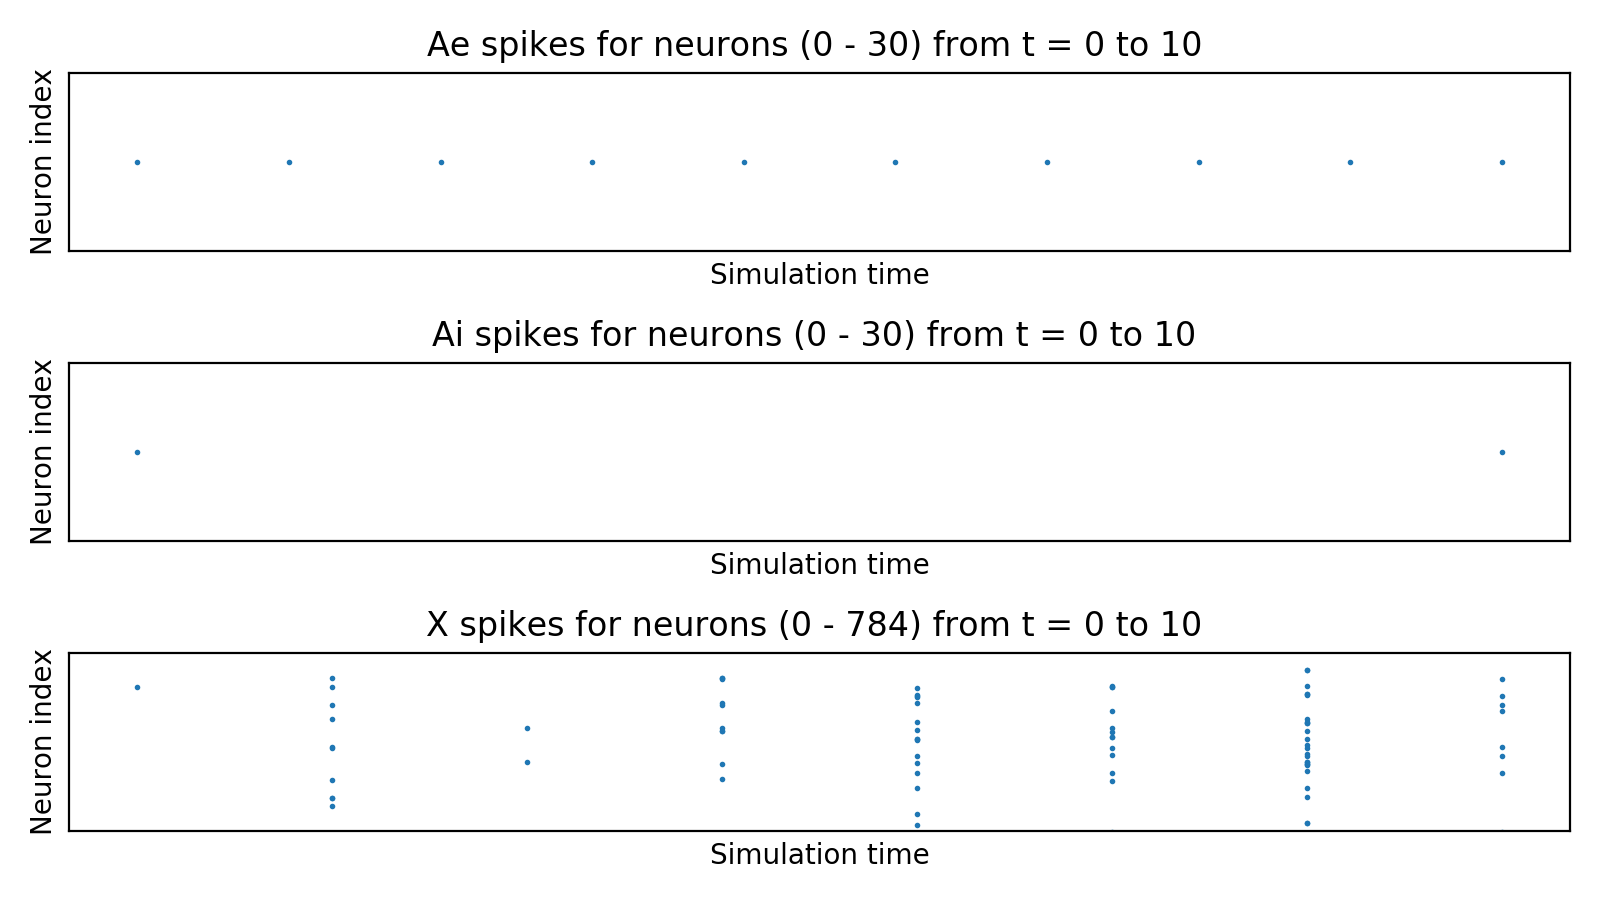 Ae spikes for neurons (0 - 30) from t = 0 to 10
Neuron index
Simulation time
Ai spikes for neurons (0 - 30) from t = 0 to 10
Neuron index
Simulation time
X spikes for neurons (0 - 784) from t = 0 to 10
Neuron index
Simulation time